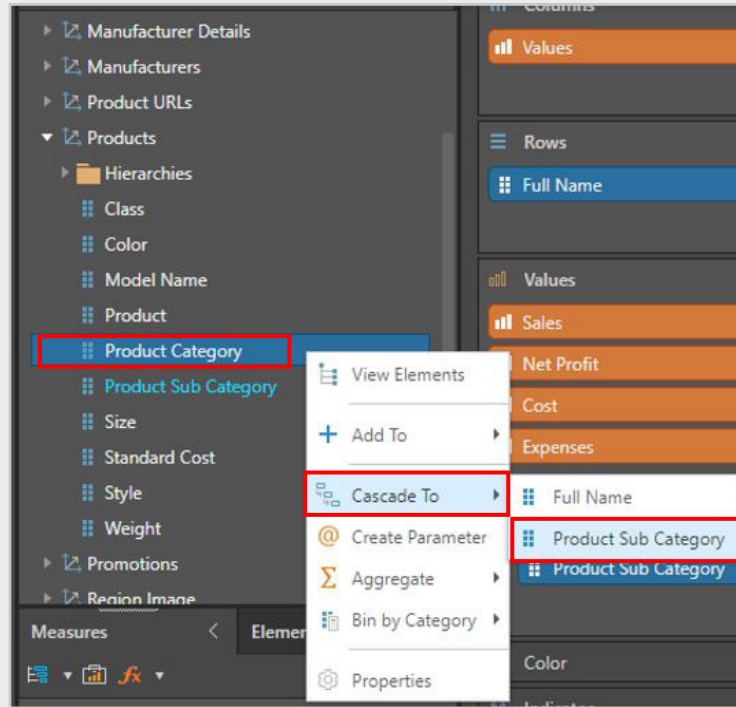 Manufacturer Details
Manufacturers
Product URLs
Products
Hierarchies
Class
Color
Model Name
Product
Product Category
Product Sub Category
Size
Standard Cost
Style
Weight
Promotions
Region Image
Measures
Elemen
fx
View Elements
Add To
Cascade To
@ Create Parameter
Σ Aggregate
Bin by Category
Properties
Full Name
Product Sub Category
Columns
Values
Rows
Full Name
Values
Sales
Net Profit
Cost
Expenses
Product Sub Category
Color
Indicator